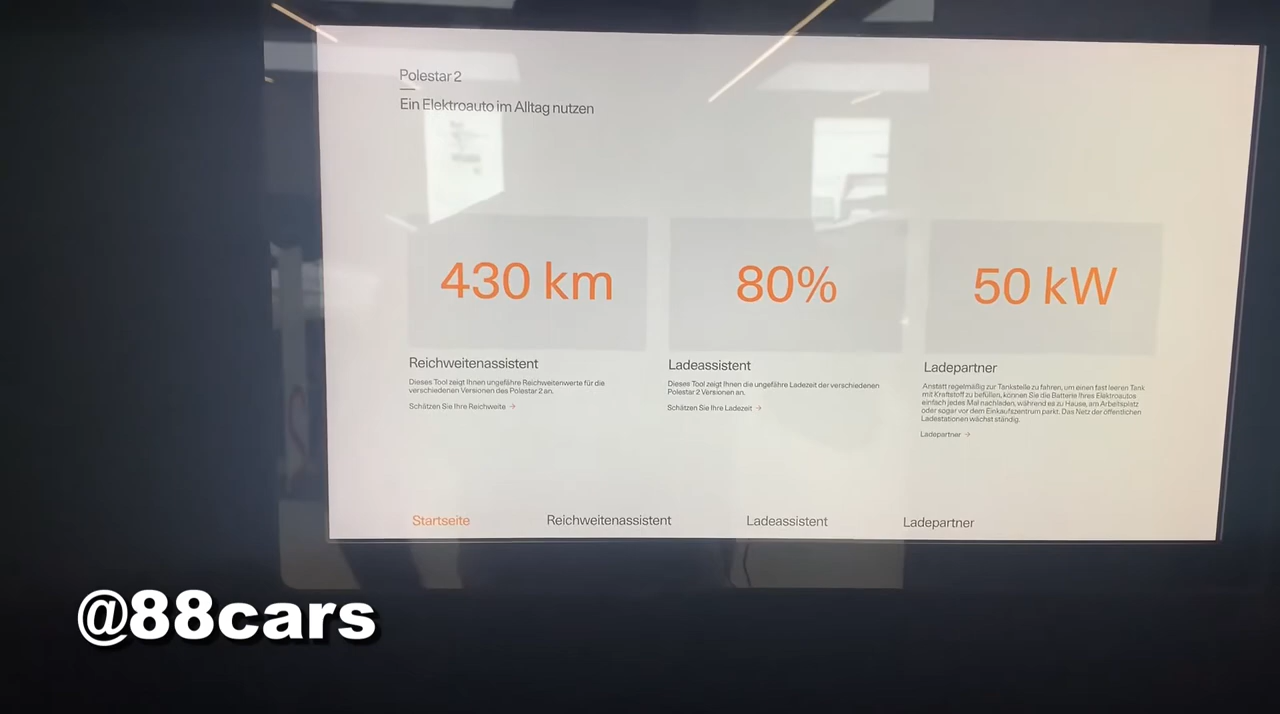 Polestar 2
Ein Elektroauto im Alltag nutzen
430 km
Reichweitenassistent
Dieses Tool zeigt Ihnen ungefähre Reichweitenwerte für die
verschiedenen Versionen des Polestar 2 an.
Schätzen Sie Ihre Reichweite →
80%
Ladeassistent
Dieses Tool zeigt Ihnen die ungefähre Ladezeit der verschiedenen
Polestar 2 Versionen an.
Schätzen Sie Ihre Ladezeit →
50 kW
Ladepartner
Anstatt regelmäßig zur Tankstelle zu fahren, um einen fast leeren Tank
mit Kraftstoff zu befüllen, können Sie die Batterie Ihres Elektroautos
einfach jedes Mal nachladen, während es zu Hause, am Arbeitsplatz
oder sogar vor dem Einkaufszentrum parkt. Das Netz der öffentlichen
Ladestationen wächst ständig.
Ladepartner →
Startseite Reichweitenassistent Ladeassistent Ladepartner
@88cars